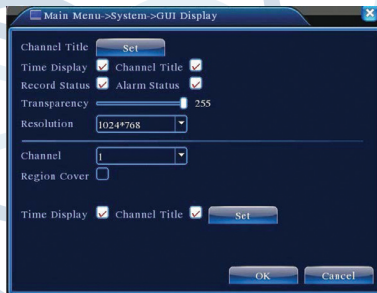 Main Menu->System->GUI Display
Channel Title Set
Time Display Channel Title
Record Status Alarm Status
Transparency 255
Resolution 1024*768
Channel 1
Region Cover
Time Display Channel Title Set
OK Cancel